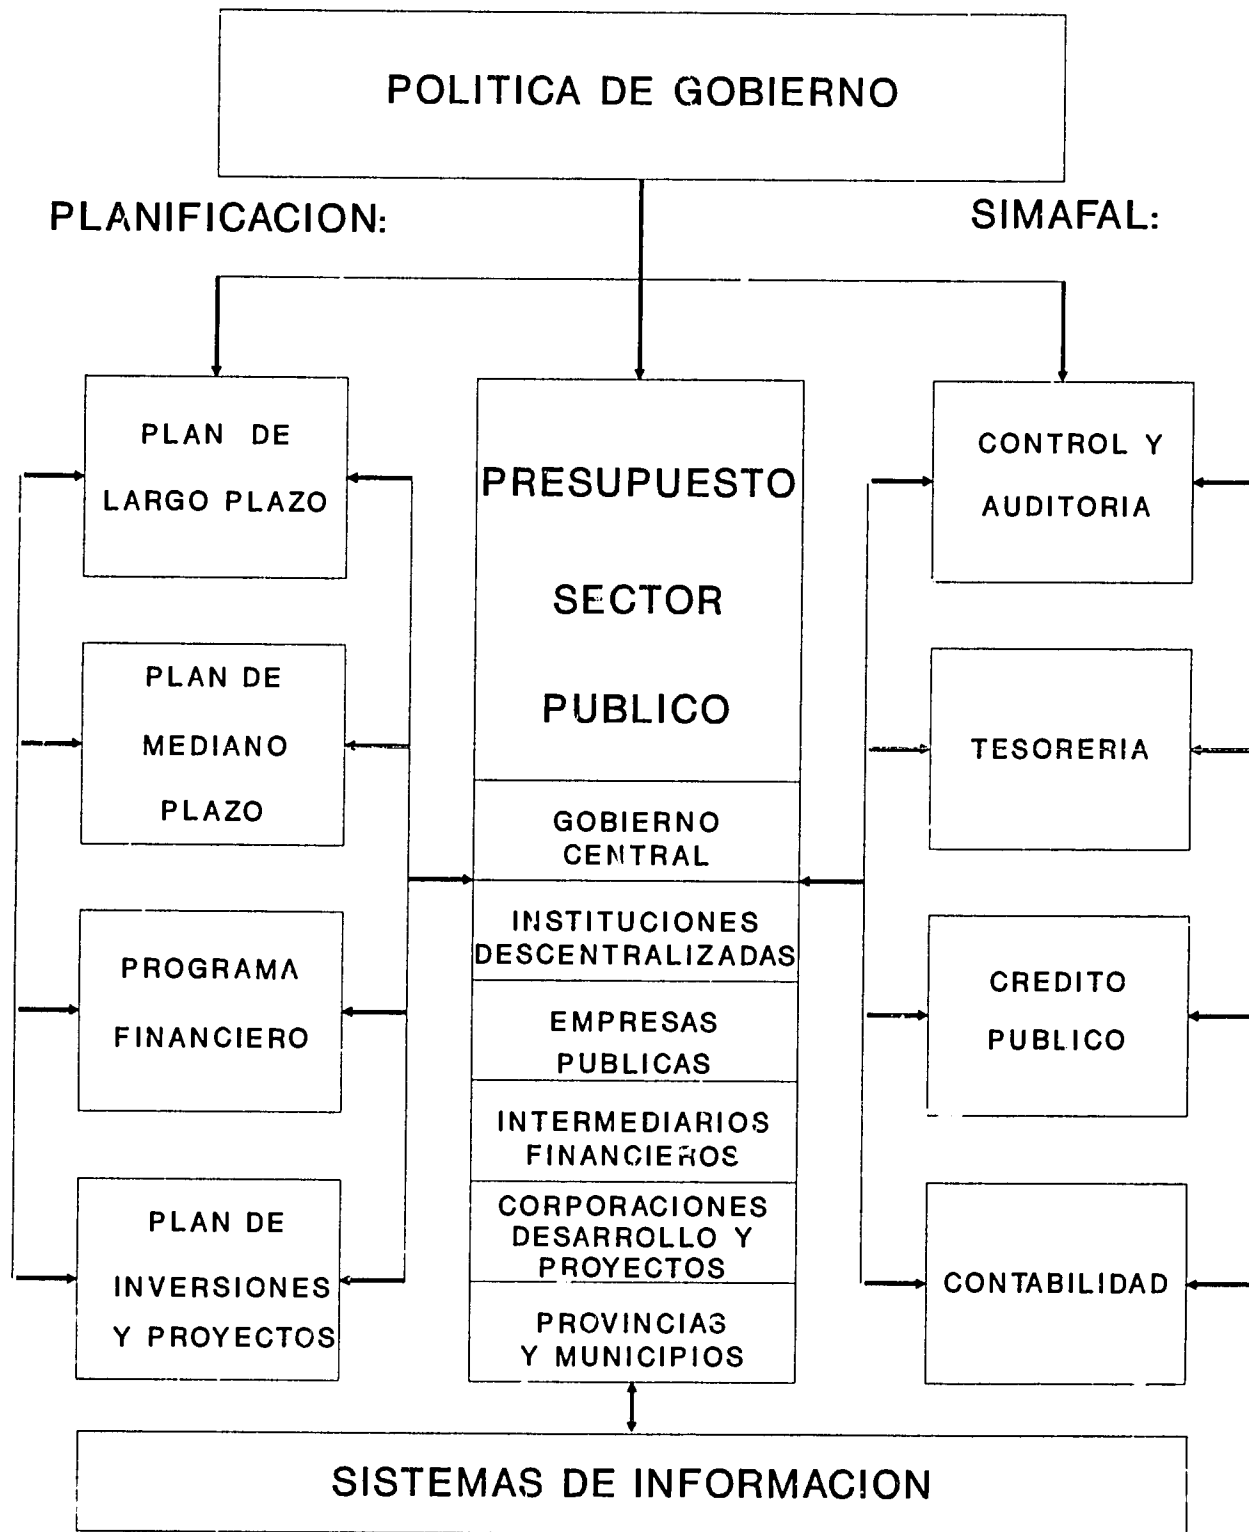 POLITICA DE GOBIERNO
PLANIFICACION:
SIMAFAL:
PLAN DE
LARGO PLAZO
PLAN DE
MEDIANO
PLAZO
PROGRAMA
FINANCIERO
PLAN DE
INVERSIONES
Y PROYECTOS
PRESUPUESTO
SECTOR
PUBLICO
GOBIERNO
CENTRAL
INSTITUCIONES
DESCENTRALIZADAS
EMPRESAS
PUBLICAS
INTERMEDIARIOS
FINANCIEROS
CORPORACIONES
DESARROLLO Y
PROYECTOS
PROVINCIAS
Y MUNICIPIOS
CONTROL Y
AUDITORIA
TESORERIA
CREDITO
PUBLICO
CONTABILIDAD
SISTEMAS DE INFORMACION